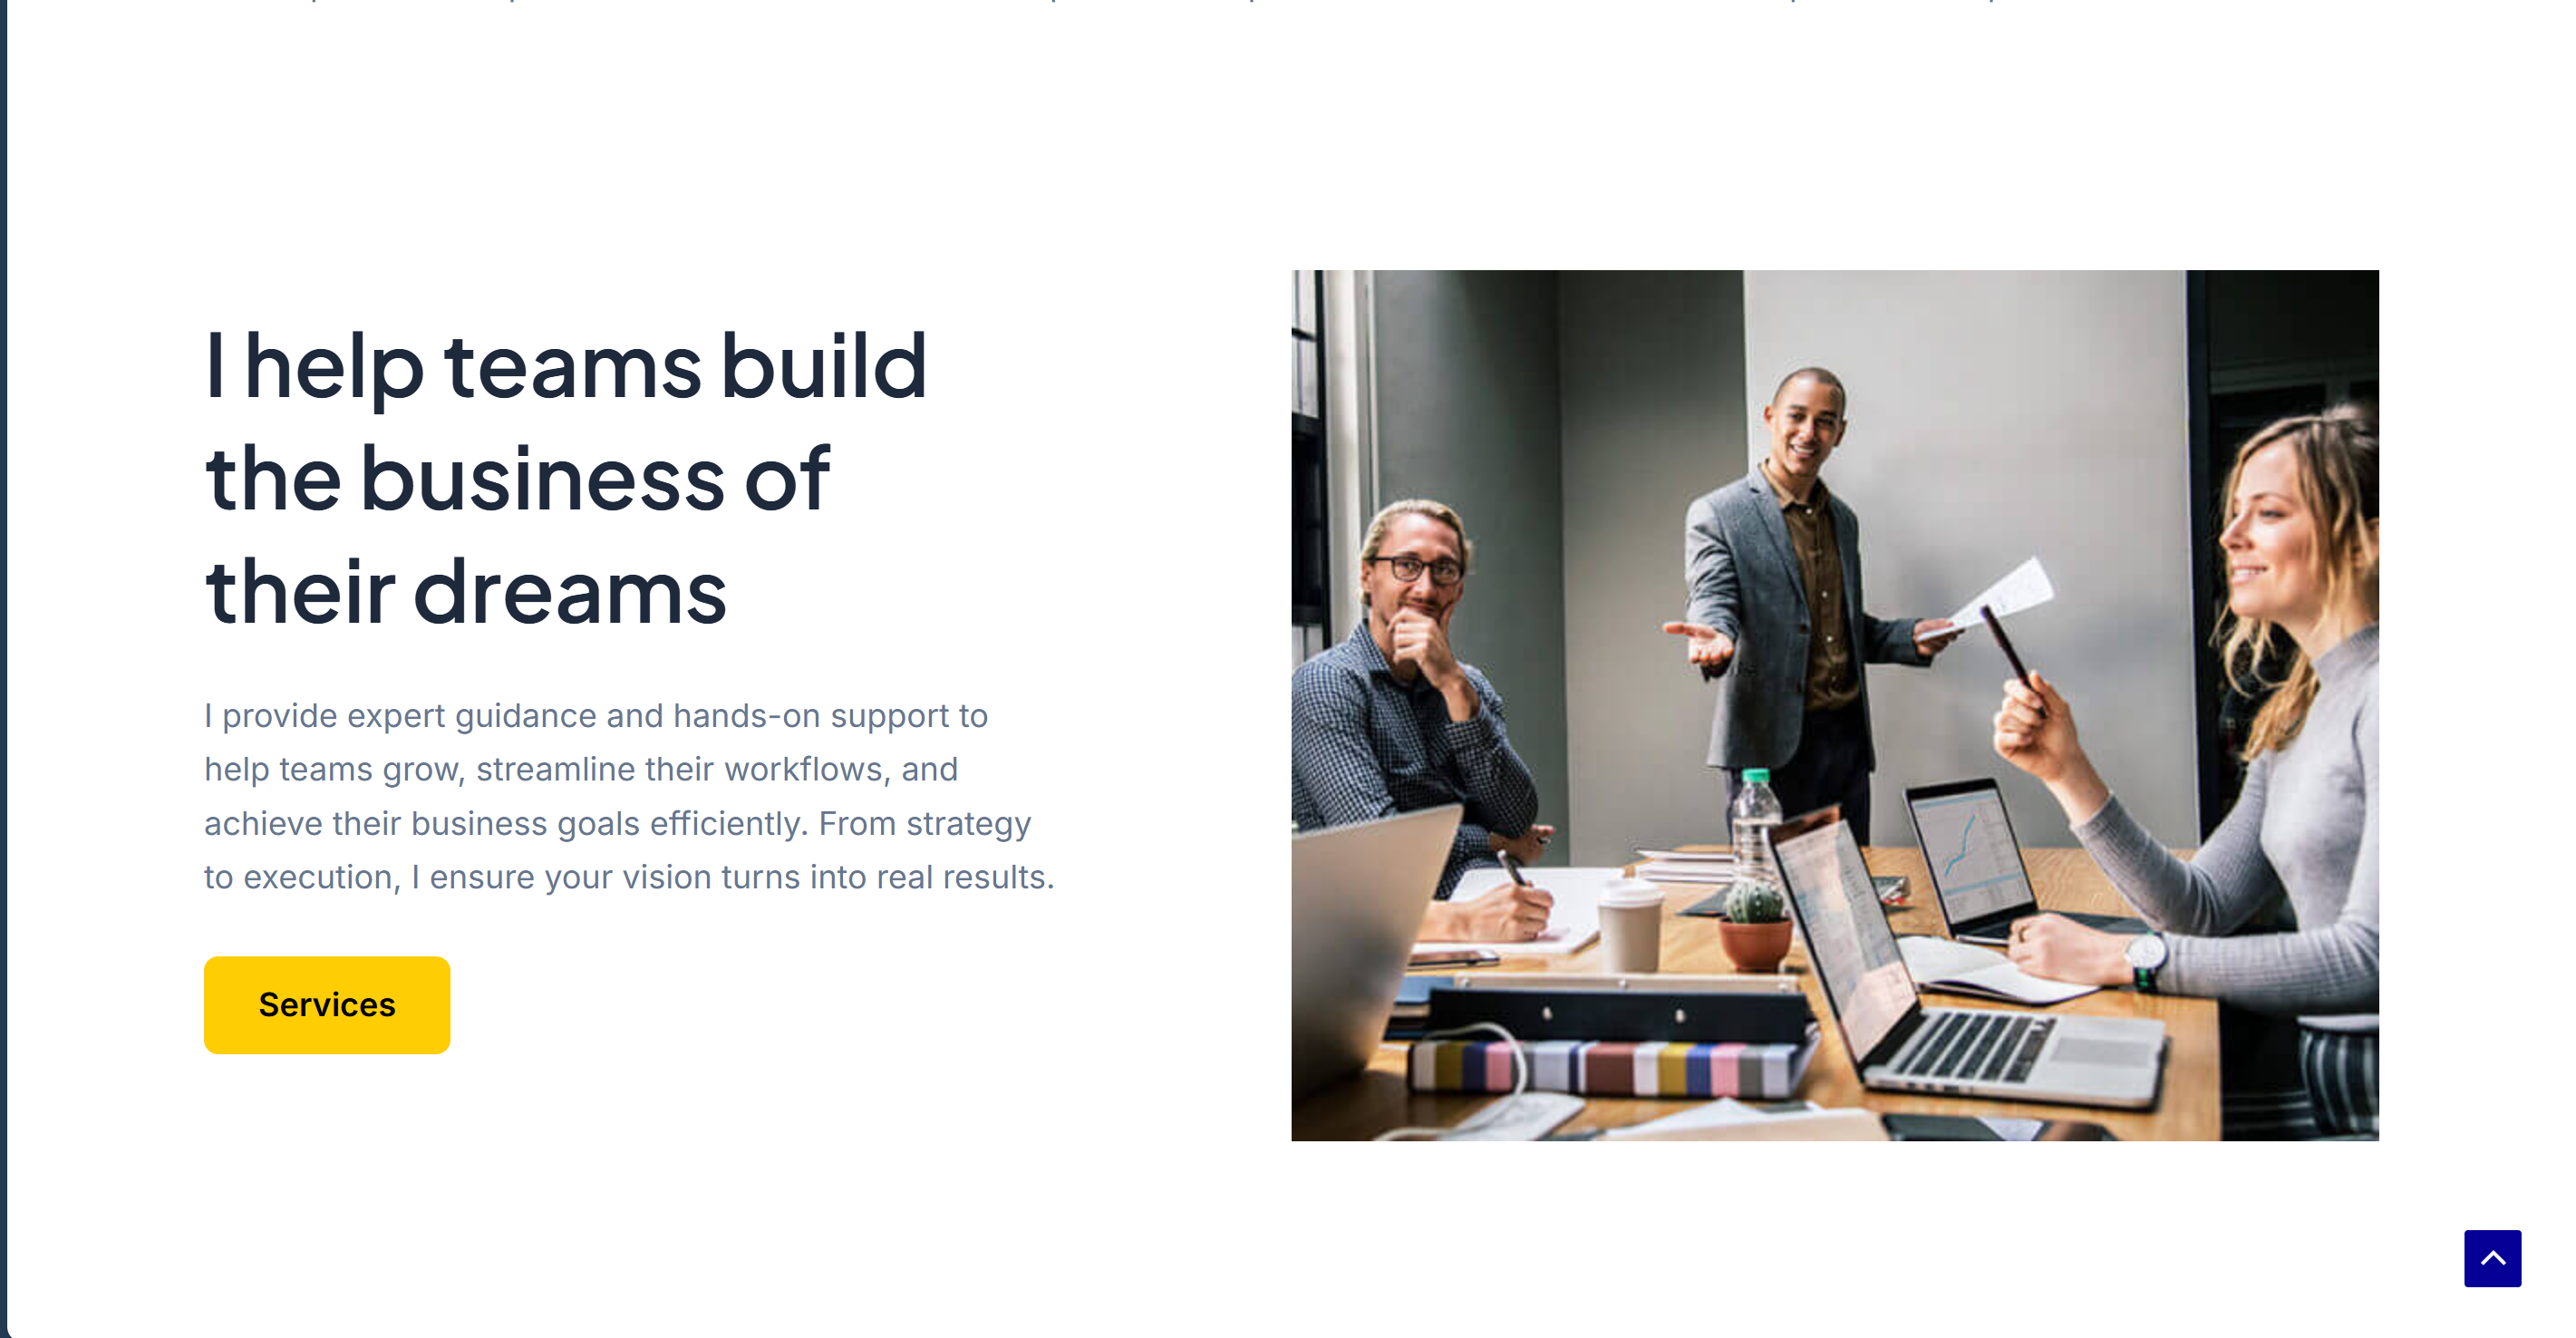 I help teams build
the business of
their dreams
I provide expert guidance and hands-on support to
help teams grow, streamline their workflows, and
achieve their business goals efficiently. From strategy
to execution, I ensure your vision turns into real results.
Services